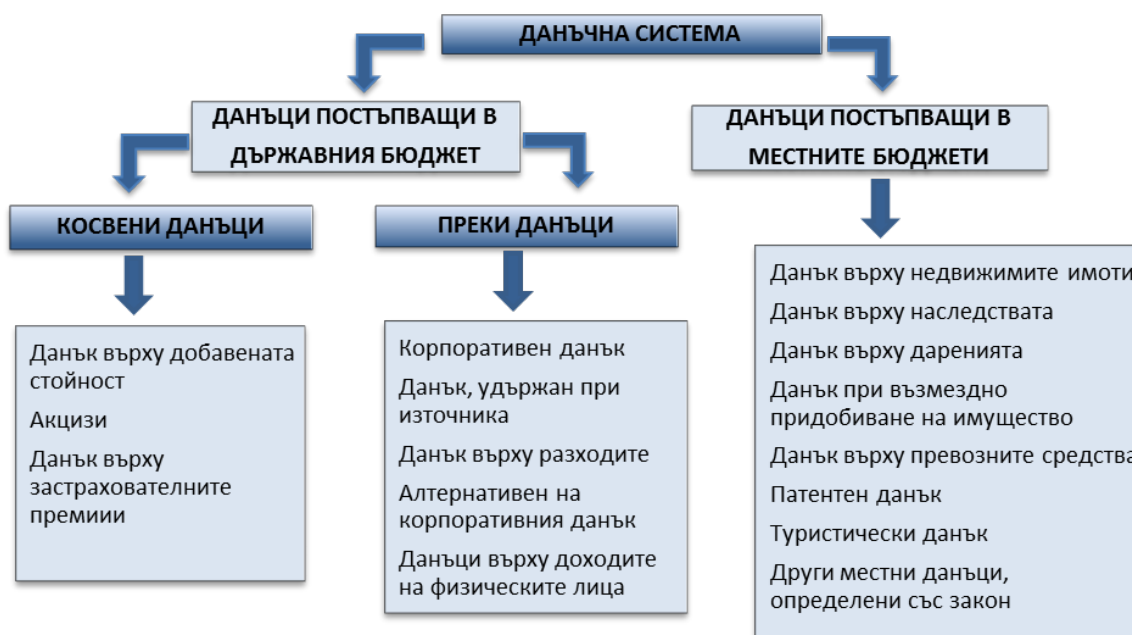 ДАНЪЧНА СИСТЕМА
ДАНЪЦИ ПОСТЪПВАЩИ В
ДЪРЖАВНИЯ БЮДЖЕТ
ДАНЪЦИ ПОСТЪПВАЩИ В
МЕСТНИТЕ БЮДЖЕТИ
КОСВЕНИ ДАНЪЦИ
ПРЕКИ ДАНЪЦИ
Данък върху добавената
стойност
Акцизи
Данък върху
застрахователните
премиии
Корпоративен данък
Данък, удържан при
източника
Данък върху разходите
Алтернативен на
корпоративния данък
Данъци върху доходите
на физическите лица
Данък върху недвижимите имоти
Данък върху наследствата
Данък върху даренията
Данък при възмездно
придобиване на имущество
Данък върху превозните средства
Патентен данък
Туристически данък
Други местни данъци,
определени със закон